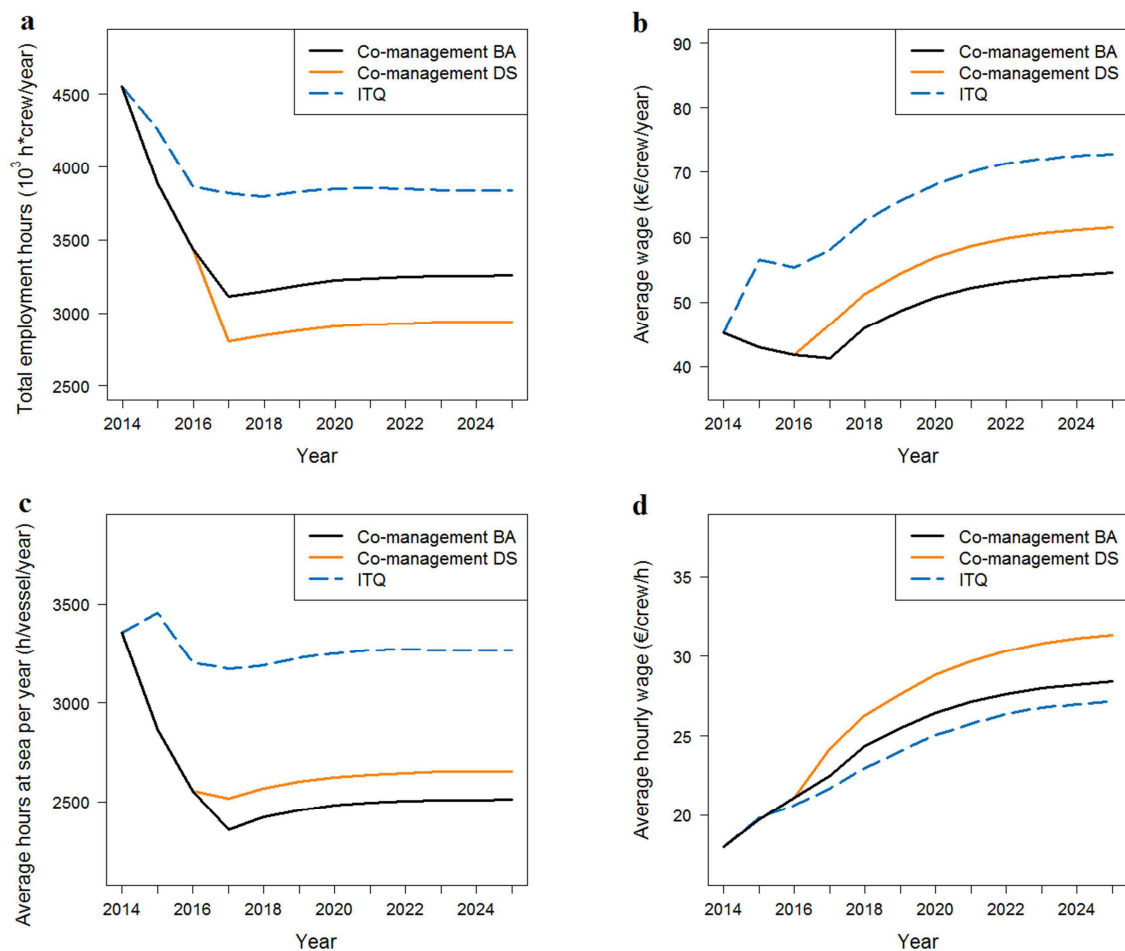 a
Co-management BA
Co-management DS
ITQ
Total employment hours (10³ h*crew/year)
4500
4000
3500
3000
2500
2014 2016 2018 2020 2022 2024
Year
b
Co-management BA
Co-management DS
ITQ
Average wage (k€/crew/year)
90
80
70
60
50
40
2014 2016 2018 2020 2022 2024
Year
c
Co-management BA
Co-management DS
ITQ
Average hours at sea per year (h/vessel/year)
3500
3000
2500
2014 2016 2018 2020 2022 2024
Year
d
Co-management BA
Co-management DS
ITQ
Average hourly wage (€/crew/h)
35
30
25
20
2014 2016 2018 2020 2022 2024
Year